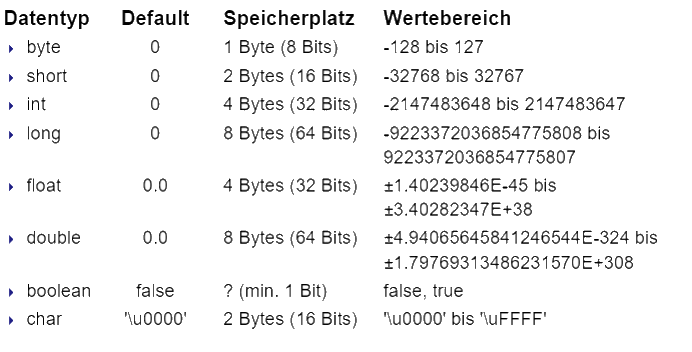 Datentyp Default Speicherplatz Wertebereich
byte 0 1 Byte (8 Bits) -128 bis 127
short 0 2 Bytes (16 Bits) -32768 bis 32767
int 0 4 Bytes (32 Bits) -2147483648 bis 2147483647
long 0 8 Bytes (64 Bits) -9223372036854775808 bis
9223372036854775807
float 0.0 4 Bytes (32 Bits) ±1.40239846E-45 bis
±3.40282347E+38
double 0.0 8 Bytes (64 Bits) ±4.94065645841246544E-324 bis
±1.79769313486231570E+308
boolean false ? (min. 1 Bit) false, true
char '\u0000' 2 Bytes (16 Bits) '\u0000' bis '\uFFFF'